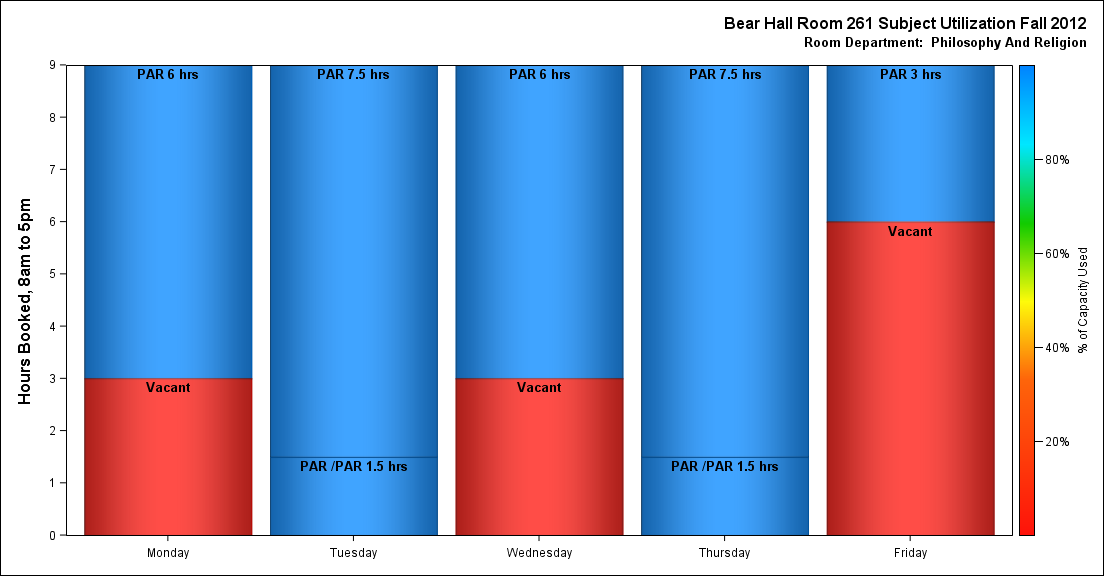 Bear Hall Room 261 Subject Utilization Fall 2012
Room Department:  Philosophy And Religion
Hours Booked, 8am to 5pm
9
8
7
6
5
4
3
2
1
0
PAR 6 hrs
Vacant
PAR 7.5 hrs
PAR /PAR 1.5 hrs
PAR 6 hrs
Vacant
PAR 7.5 hrs
PAR /PAR 1.5 hrs
PAR 3 hrs
Vacant
Monday
Tuesday
Wednesday
Thursday
Friday
80%
60%
40%
20%
% of Capacity Used